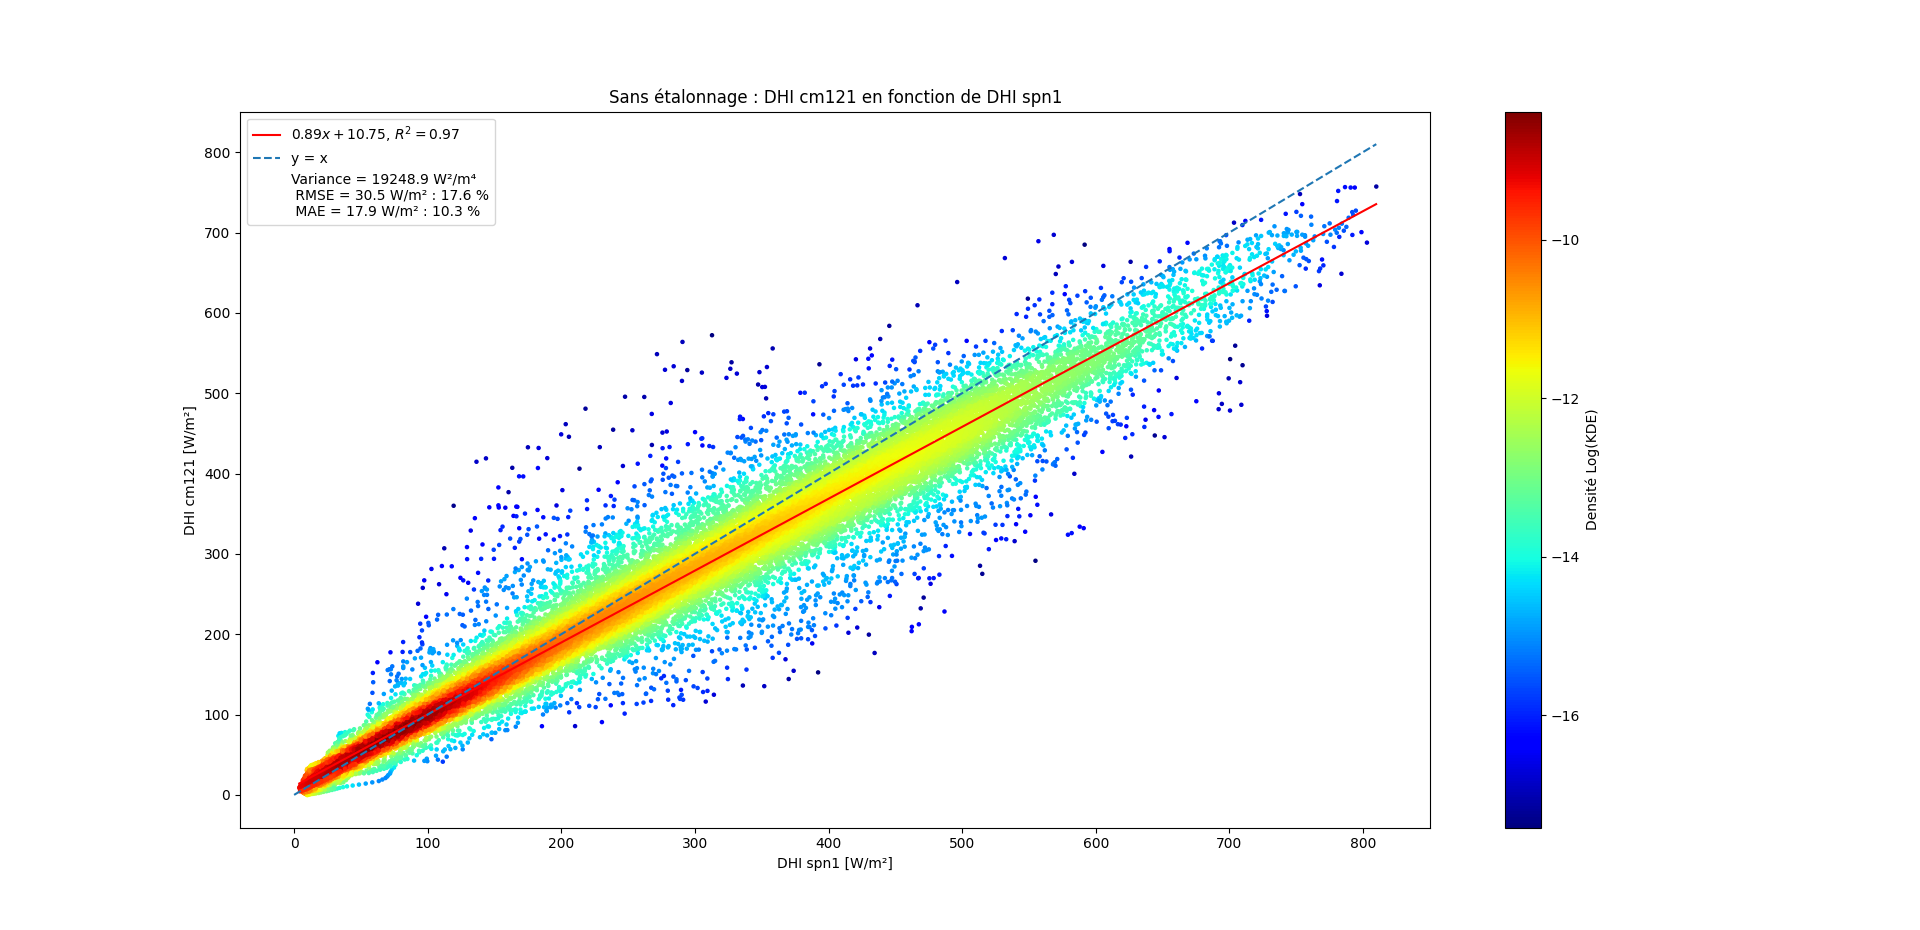 Sans étalonnage : DHI cm121 en fonction de DHI spn1
0.89x + 10.75, R² = 0.97
y = x
Variance = 19248.9 W²/m⁴
RMSE = 30.5 W/m² : 17.6 %
MAE = 17.9 W/m² : 10.3 %
DHI cm121 [W/m²]
800
700
600
500
400
300
200
100
0
0 100 200 300 400 500 600 700 800
DHI spn1 [W/m²]
−10
−12
−14
−16
Densité Log(KDE)